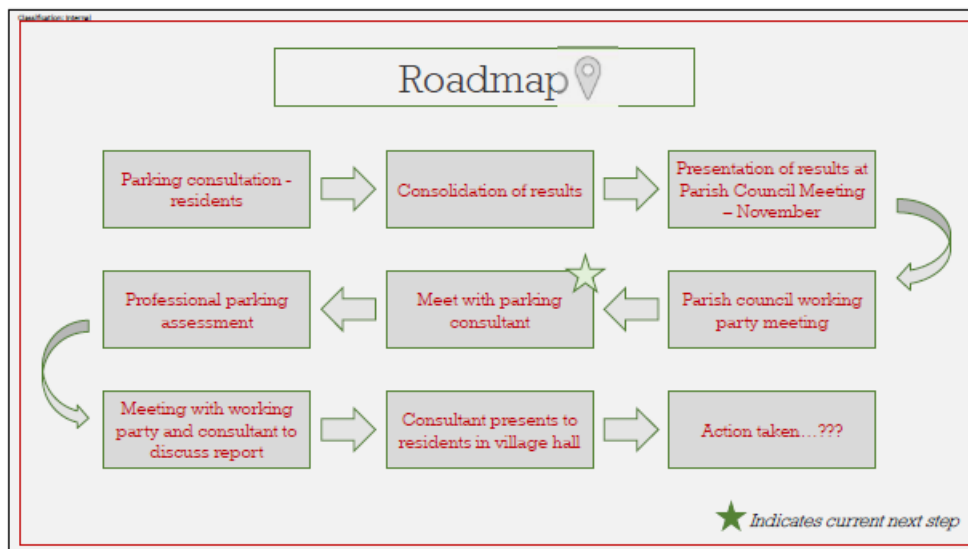 Classification: Internal
Roadmap
Parking consultation -
residents
Consolidation of results
Presentation of results at
Parish Council Meeting
– November
Parish council working
party meeting
Meet with parking
consultant
Professional parking
assessment
Meeting with working
party and consultant to
discuss report
Consultant presents to
residents in village hall
Action taken...???
Indicates current next step